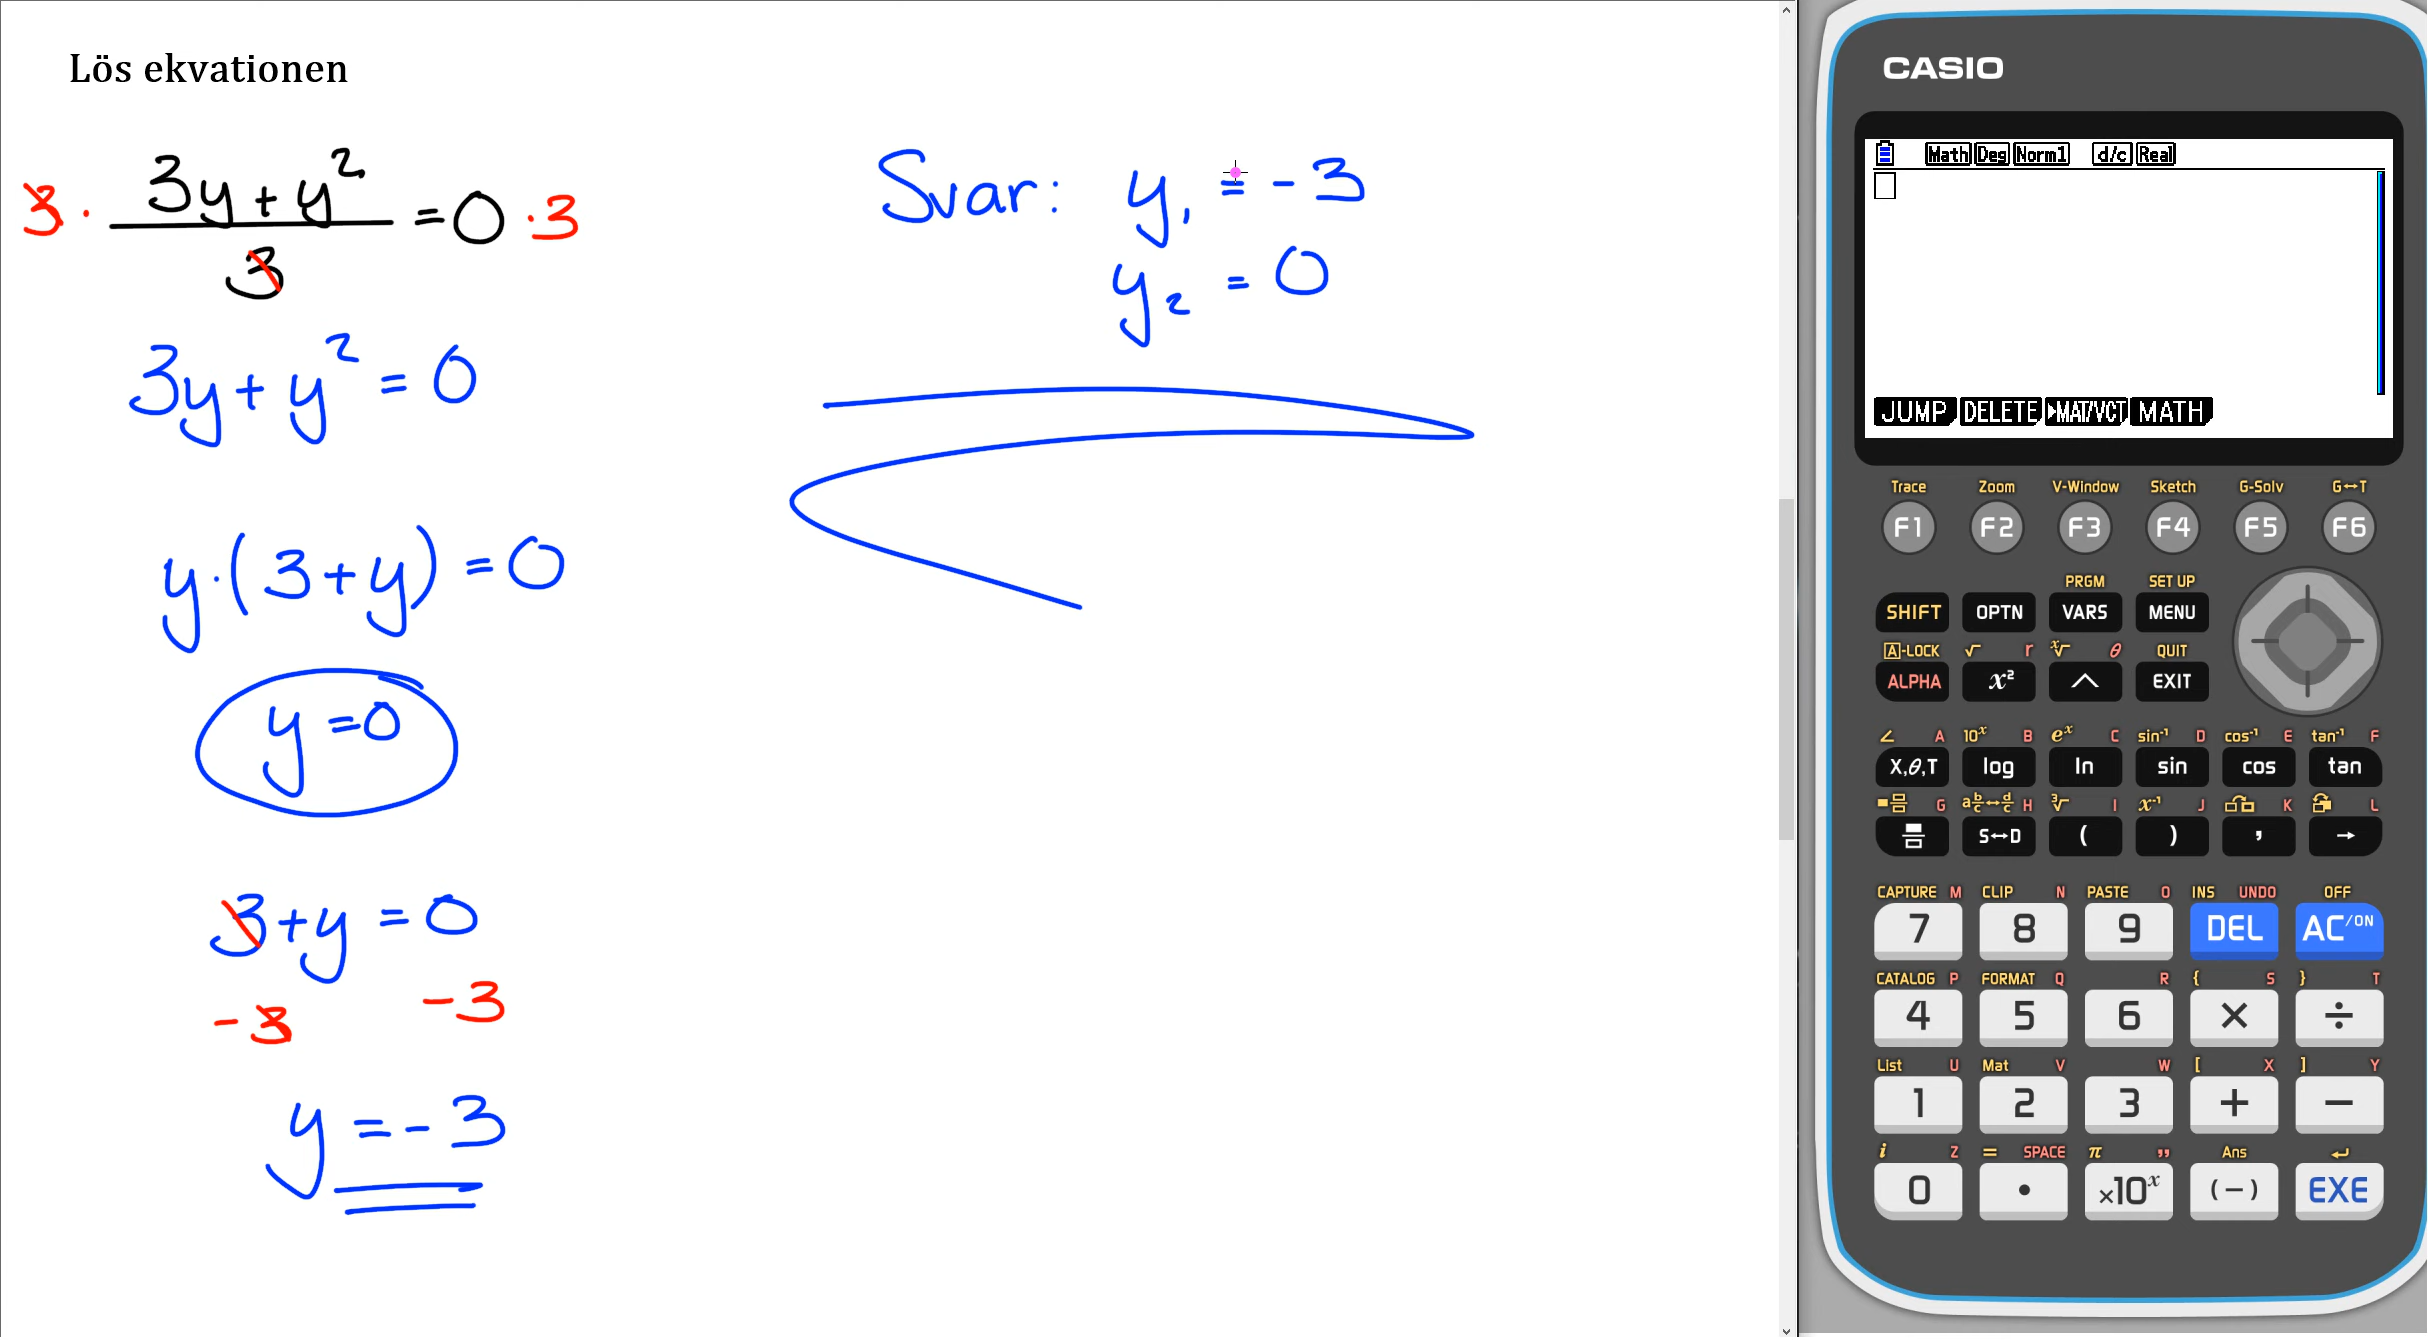 Lös ekvationen
3 · (3y + y²)/3 = 0 · 3
3y + y² = 0
y · (3 + y) = 0
y = 0
3 + y = 0
-3 -3
y = -3
Svar: y₁ = -3
y₂ = 0
CASIO
Math Deg Norm1 d/c Real
JUMP DELETE ▶MAT/VCT MATH
Trace Zoom V-Window Sketch G-Solv G↔T
F1 F2 F3 F4 F5 F6
PRGM SET UP
SHIFT OPTN VARS MENU
A-LOCK √ r ˣ√ θ QUIT
ALPHA x² ^ EXIT
∠ A 10ˣ B eˣ C sin⁻¹ D cos⁻¹ E tan⁻¹ F
X,θ,T log ln sin cos tan
G a b/c↔d/c H ³√ I x⁻¹ J K L
S↔D ( ) , →
CAPTURE M CLIP N PASTE O INS UNDO OFF
7 8 9 DEL AC/ON
CATALOG P FORMAT Q R { S } T
4 5 6 × ÷
List U Mat V W [ X ] Y
1 2 3 + −
i Z = SPACE π ” Ans ↵
0 • ×10ˣ (−) EXE